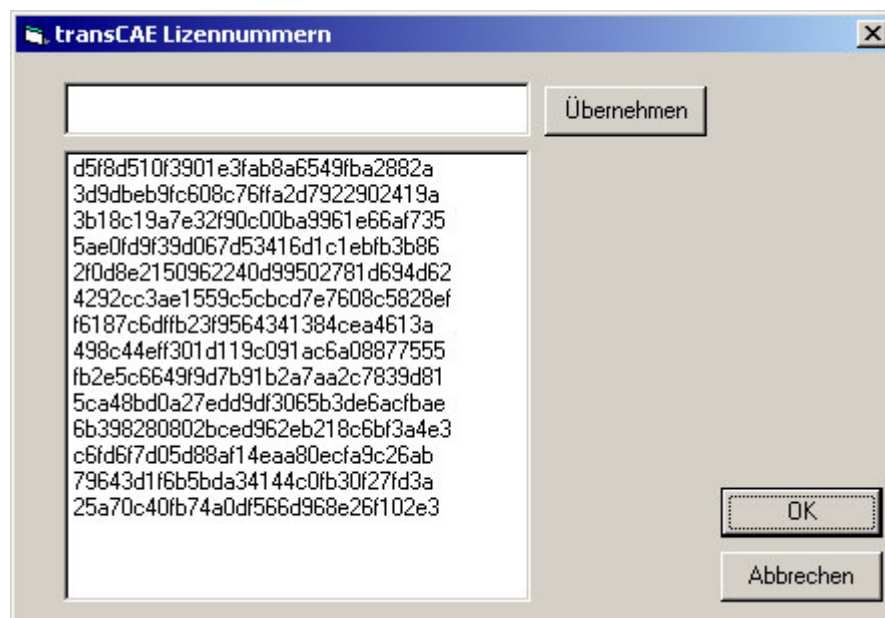 transCAE Lizennummern
Übernehmen
d5f8d510f3901e3fab8a6549fba2882a
3d9dbeb9fc608c76ffa2d7922902419a
3b18c19a7e32f90c00ba9961e66af735
5ae0fd9f39d067d53416d1c1ebfb3b86
2f0d8e2150962240d99502781d694d62
4292cc3ae1559c5cbcd7e7608c5828ef
f6187c6dffb23f9564341384cea4613a
498c44eff301d119c091ac6a08877555
fb2e5c6649f9d7b91b2a7aa2c7839d81
5ca48bd0a27edd9df3065b3de6acfbae
6b398280802bced962eb218c6bf3a4e3
c6fd6f7d05d88af14eaa80ecfa9c26ab
79643d1f6b5bda34144c0fb30f27fd3a
25a70c40fb74a0df566d968e26f102e3
OK
Abbrechen